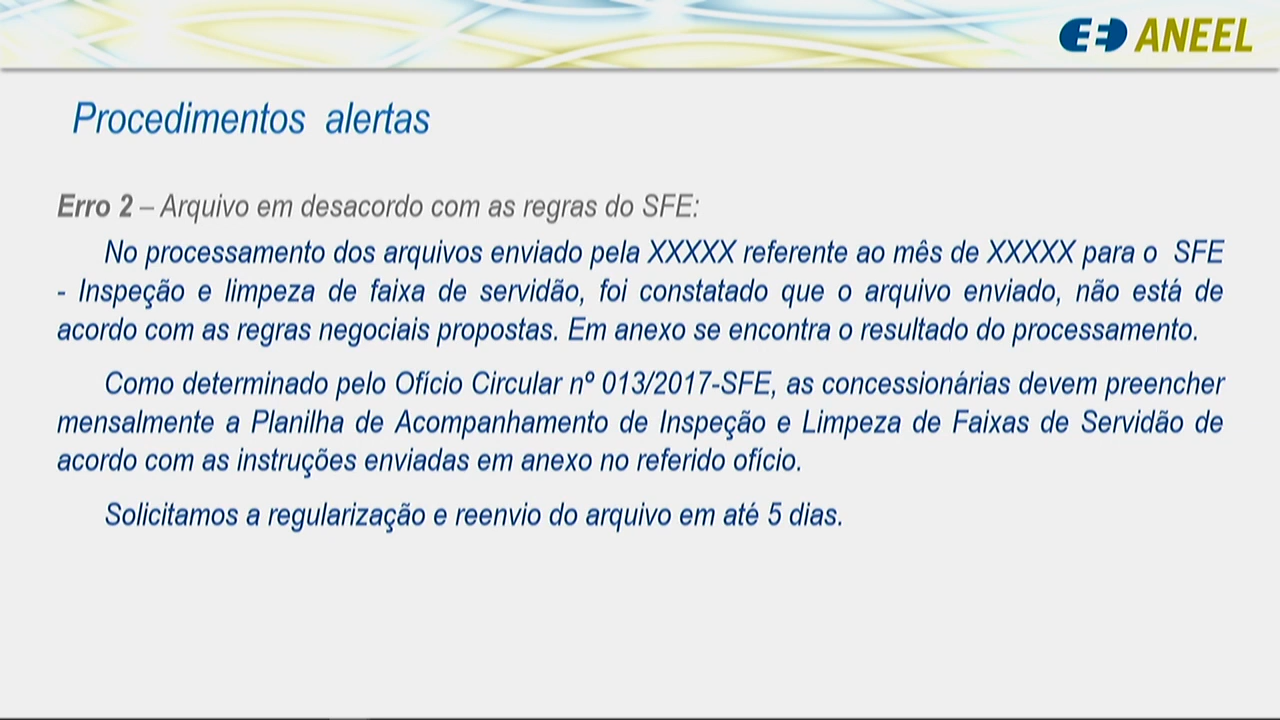 ANEEL
Procedimentos alertas
Erro 2 – Arquivo em desacordo com as regras do SFE:
No processamento dos arquivos enviado pela XXXXX referente ao mês de XXXXX para o SFE
- Inspeção e limpeza de faixa de servidão, foi constatado que o arquivo enviado, não está de
acordo com as regras negociais propostas. Em anexo se encontra o resultado do processamento.
Como determinado pelo Ofício Circular nº 013/2017-SFE, as concessionárias devem preencher
mensalmente a Planilha de Acompanhamento de Inspeção e Limpeza de Faixas de Servidão de
acordo com as instruções enviadas em anexo no referido ofício.
Solicitamos a regularização e reenvio do arquivo em até 5 dias.